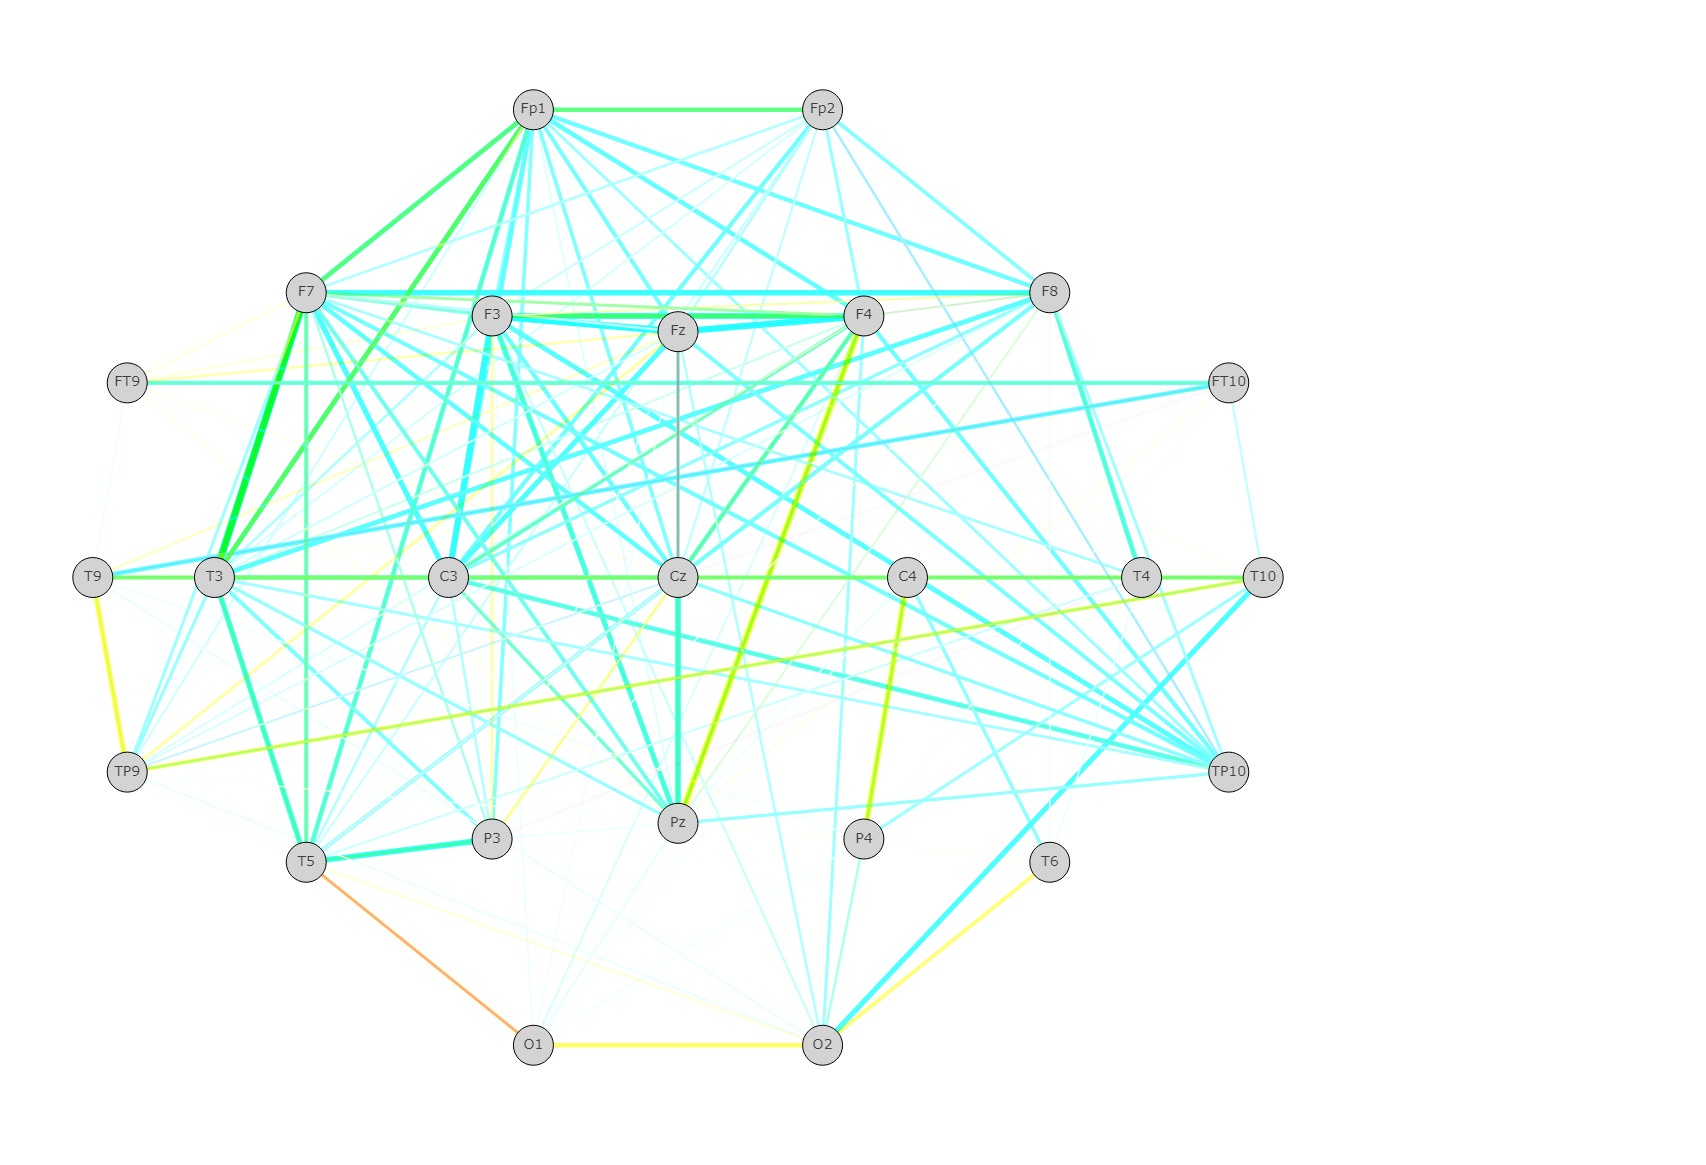 Fp1 Fp2
F7 F8
F3 Fz F4
FT9 FT10
T9 T3 C3 Cz C4 T4 T10
TP9 TP10
Pz
P3 P4
T5 T6
O1 O2